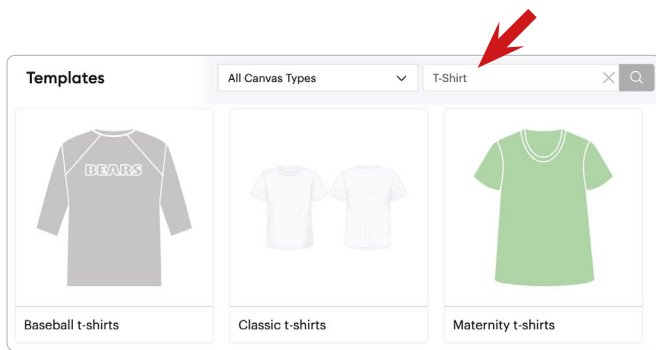 Templates
All Canvas Types
T-Shirt
BEARS
Baseball t-shirts
Classic t-shirts
Maternity t-shirts